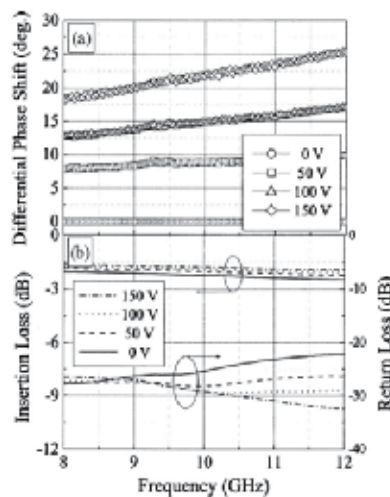 Differential Phase Shift (deg.)
30
25
20
15
10
5
0
(a)
0 V
50 V
100 V
150 V
Insertion Loss (dB)
-3
-6
-9
-12
(b)
150 V
100 V
50 V
0 V
0
-10
-20
-30
-40
Return Loss (dB)
8
9
10
11
12
Frequency (GHz)